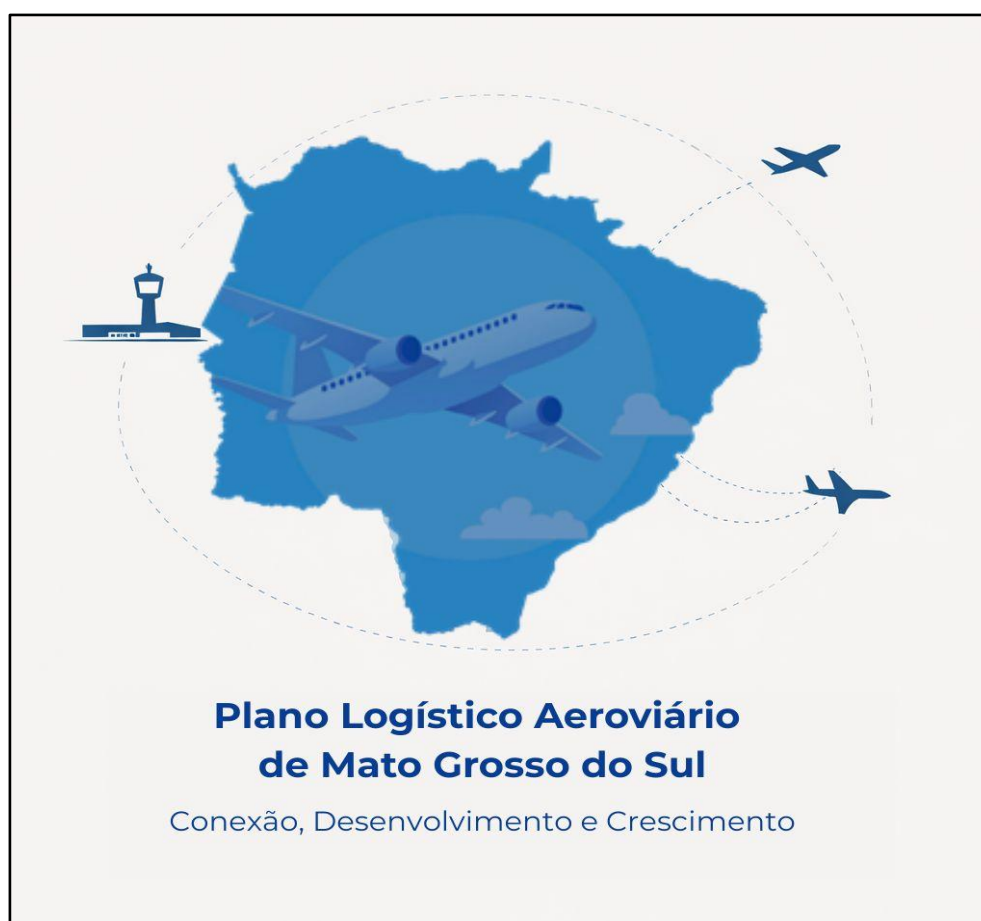 Plano Logístico Aeroviário
de Mato Grosso do Sul
Conexão, Desenvolvimento e Crescimento